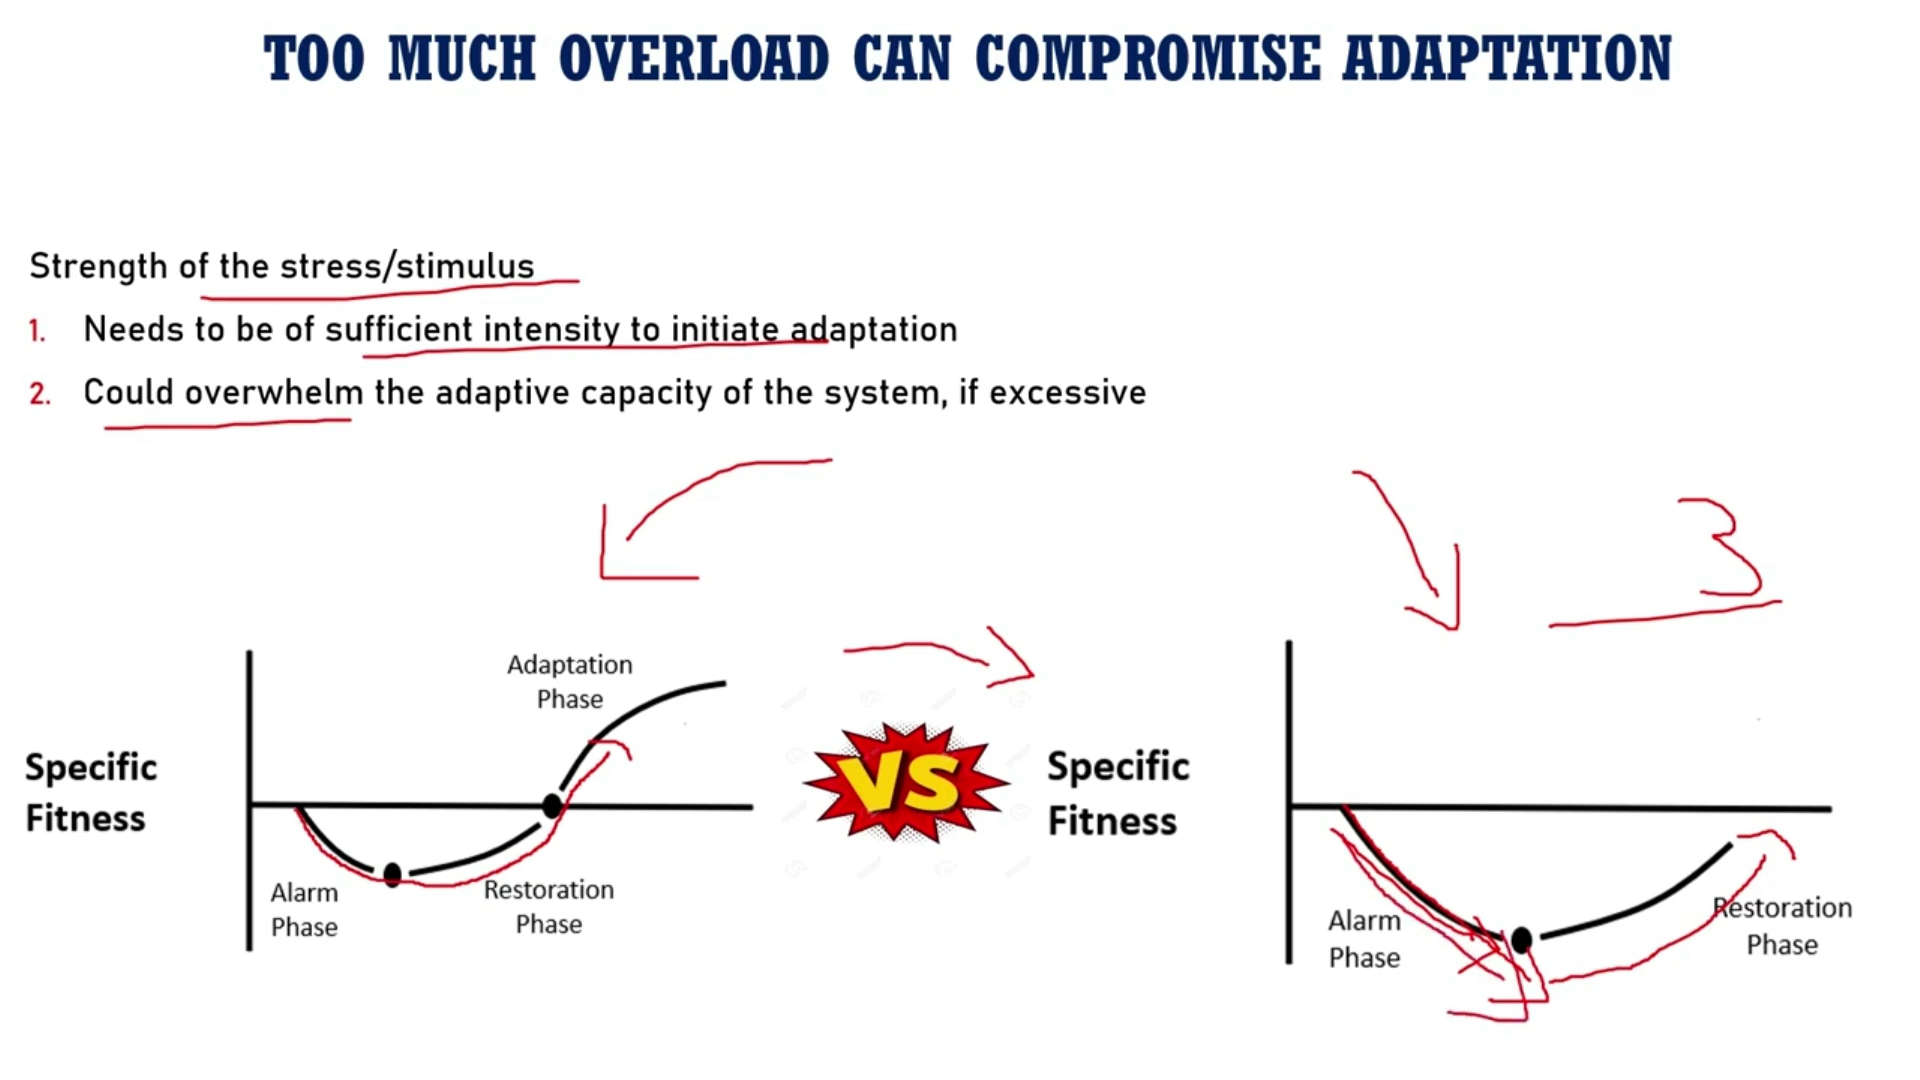 TOO MUCH OVERLOAD CAN COMPROMISE ADAPTATION
Strength of the stress/stimulus
1. Needs to be of sufficient intensity to initiate adaptation
2. Could overwhelm the adaptive capacity of the system, if excessive
3
Adaptation
Phase
Specific
Fitness
Alarm
Phase
Restoration
Phase
VS
Specific
Fitness
Alarm
Phase
Restoration
Phase